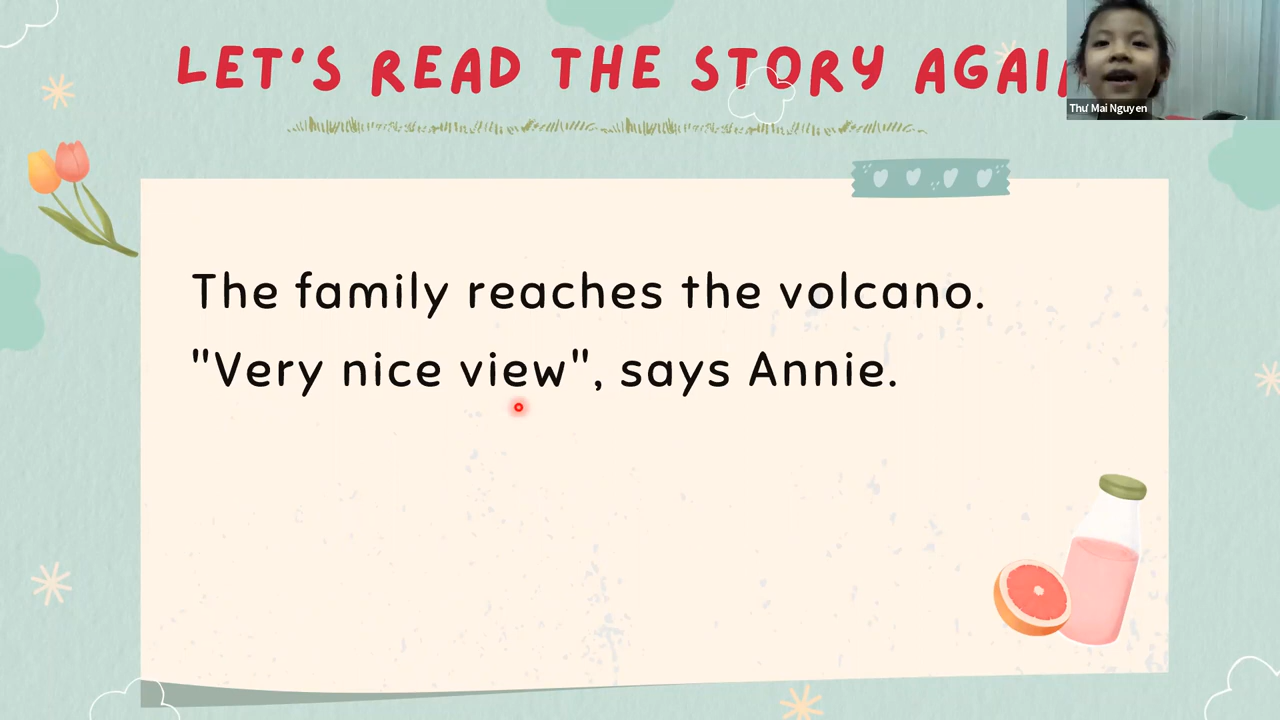 LET'S READ THE STORY AGAI
Thư Mai Nguyen
The family reaches the volcano.
"Very nice view", says Annie.